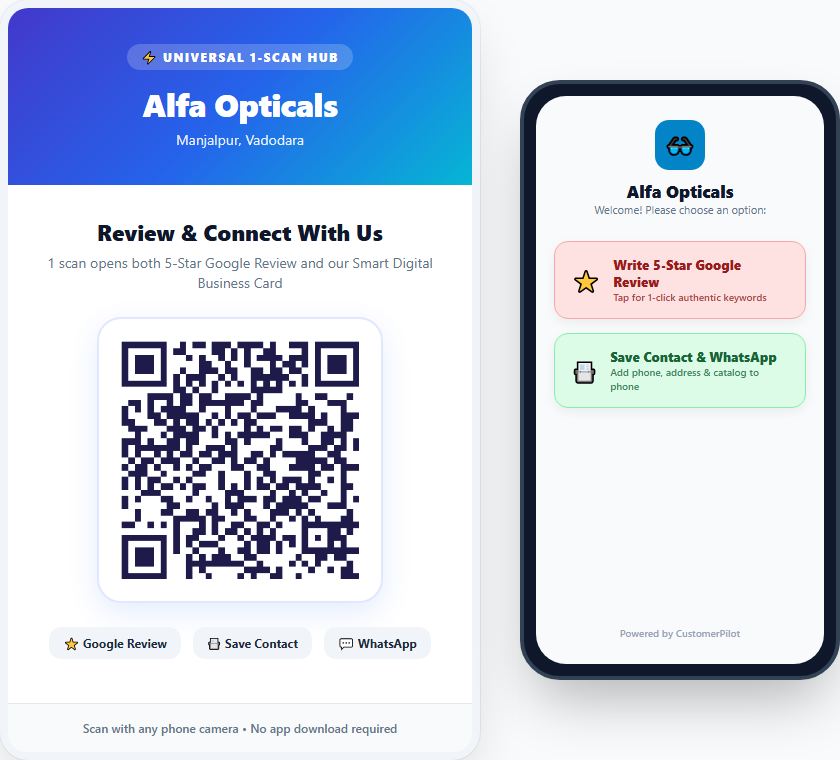 ⚡ UNIVERSAL 1-SCAN HUB
Alfa Opticals
Manjalpur, Vadodara
Review & Connect With Us
1 scan opens both 5-Star Google Review and our Smart Digital
Business Card
⭐ Google Review
📇 Save Contact
💬 WhatsApp
Scan with any phone camera • No app download required
Alfa Opticals
Welcome! Please choose an option:
Write 5-Star Google
Review
Tap for 1-click authentic keywords
Save Contact & WhatsApp
Add phone, address & catalog to
phone
Powered by CustomerPilot